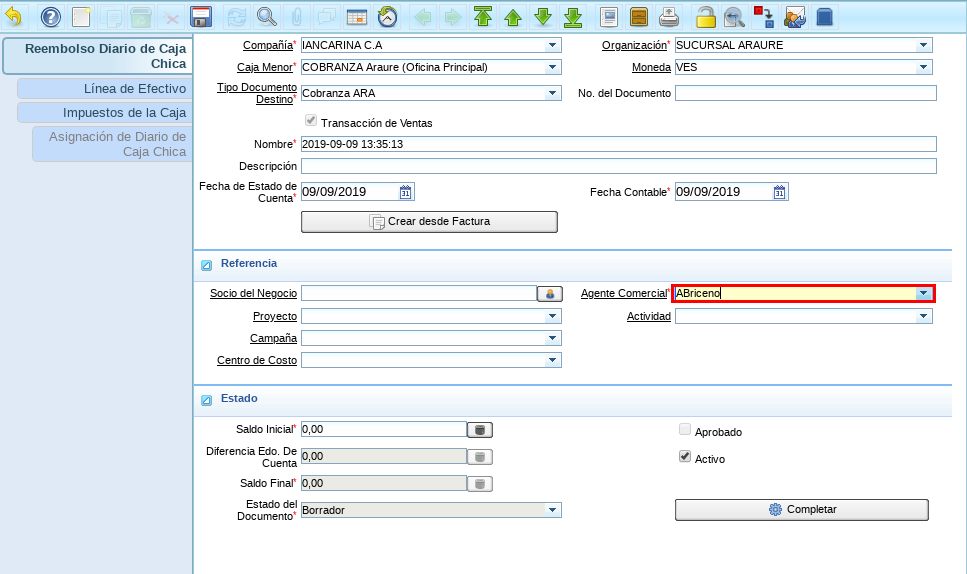 Reembolso Diario de Caja
Chica
Línea de Efectivo
Impuestos de la Caja
Asignación de Diario de
Caja Chica
Compañía* IANCARINA C.A Organización* SUCURSAL ARAURE
Caja Menor* COBRANZA Araure (Oficina Principal) Moneda VES
Tipo Documento
Destino* Cobranza ARA No. del Documento
Transacción de Ventas
Nombre* 2019-09-09 13:35:13
Descripción
Fecha de Estado de
Cuenta* 09/09/2019 31 Fecha Contable* 09/09/2019 31
Crear desde Factura
Referencia
Socio del Negocio Agente Comercial* ABriceno
Proyecto Actividad
Campaña
Centro de Costo
Estado
Saldo Inicial* 0,00 Aprobado
Diferencia Edo. De
Cuenta 0,00 Activo
Saldo Final* 0,00
Estado del
Documento* Borrador Completar